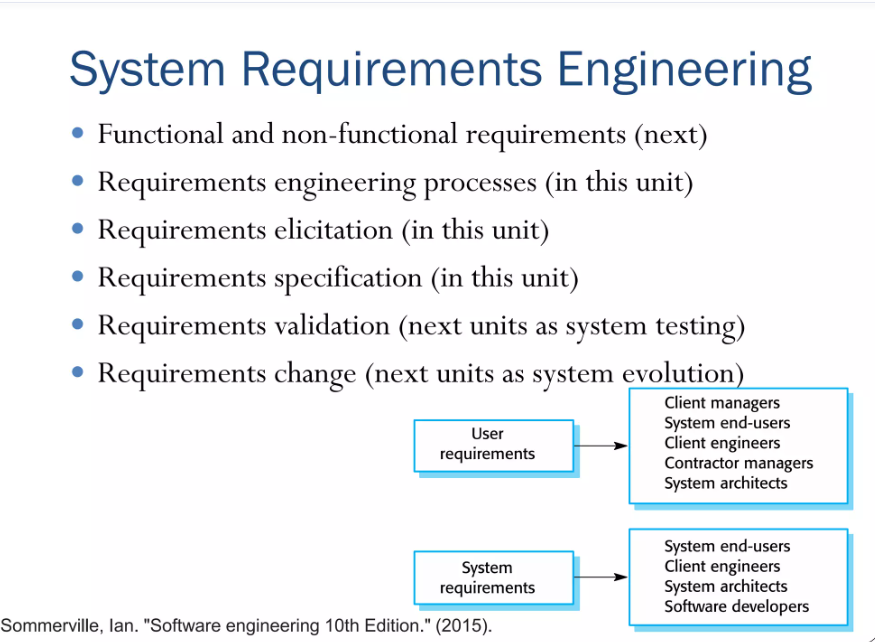 System Requirements Engineering
Functional and non-functional requirements (next)
Requirements engineering processes (in this unit)
Requirements elicitation (in this unit)
Requirements specification (in this unit)
Requirements validation (next units as system testing)
Requirements change (next units as system evolution)
User
requirements
Client managers
System end-users
Client engineers
Contractor managers
System architects
System
requirements
System end-users
Client engineers
System architects
Software developers
Sommerville, Ian. "Software engineering 10th Edition." (2015).